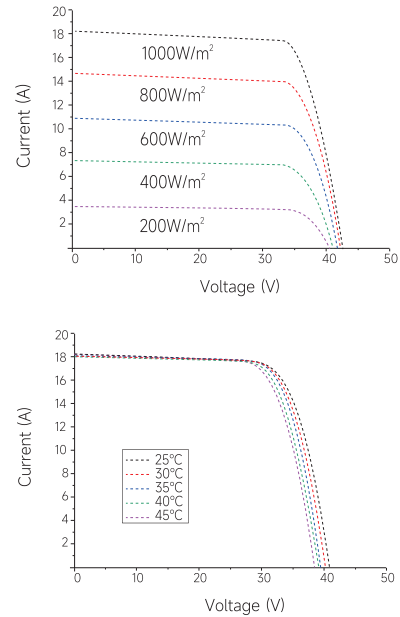 20
18
16
14
12
10
8
6
4
2
Current (A)
1000W/m²
800W/m²
600W/m²
400W/m²
200W/m²
0 10 20 30 40 50
Voltage (V)
20
18
16
14
12
10
8
6
4
2
Current (A)
25°C
30°C
35°C
40°C
45°C
0 10 20 30 40 50
Voltage (V)